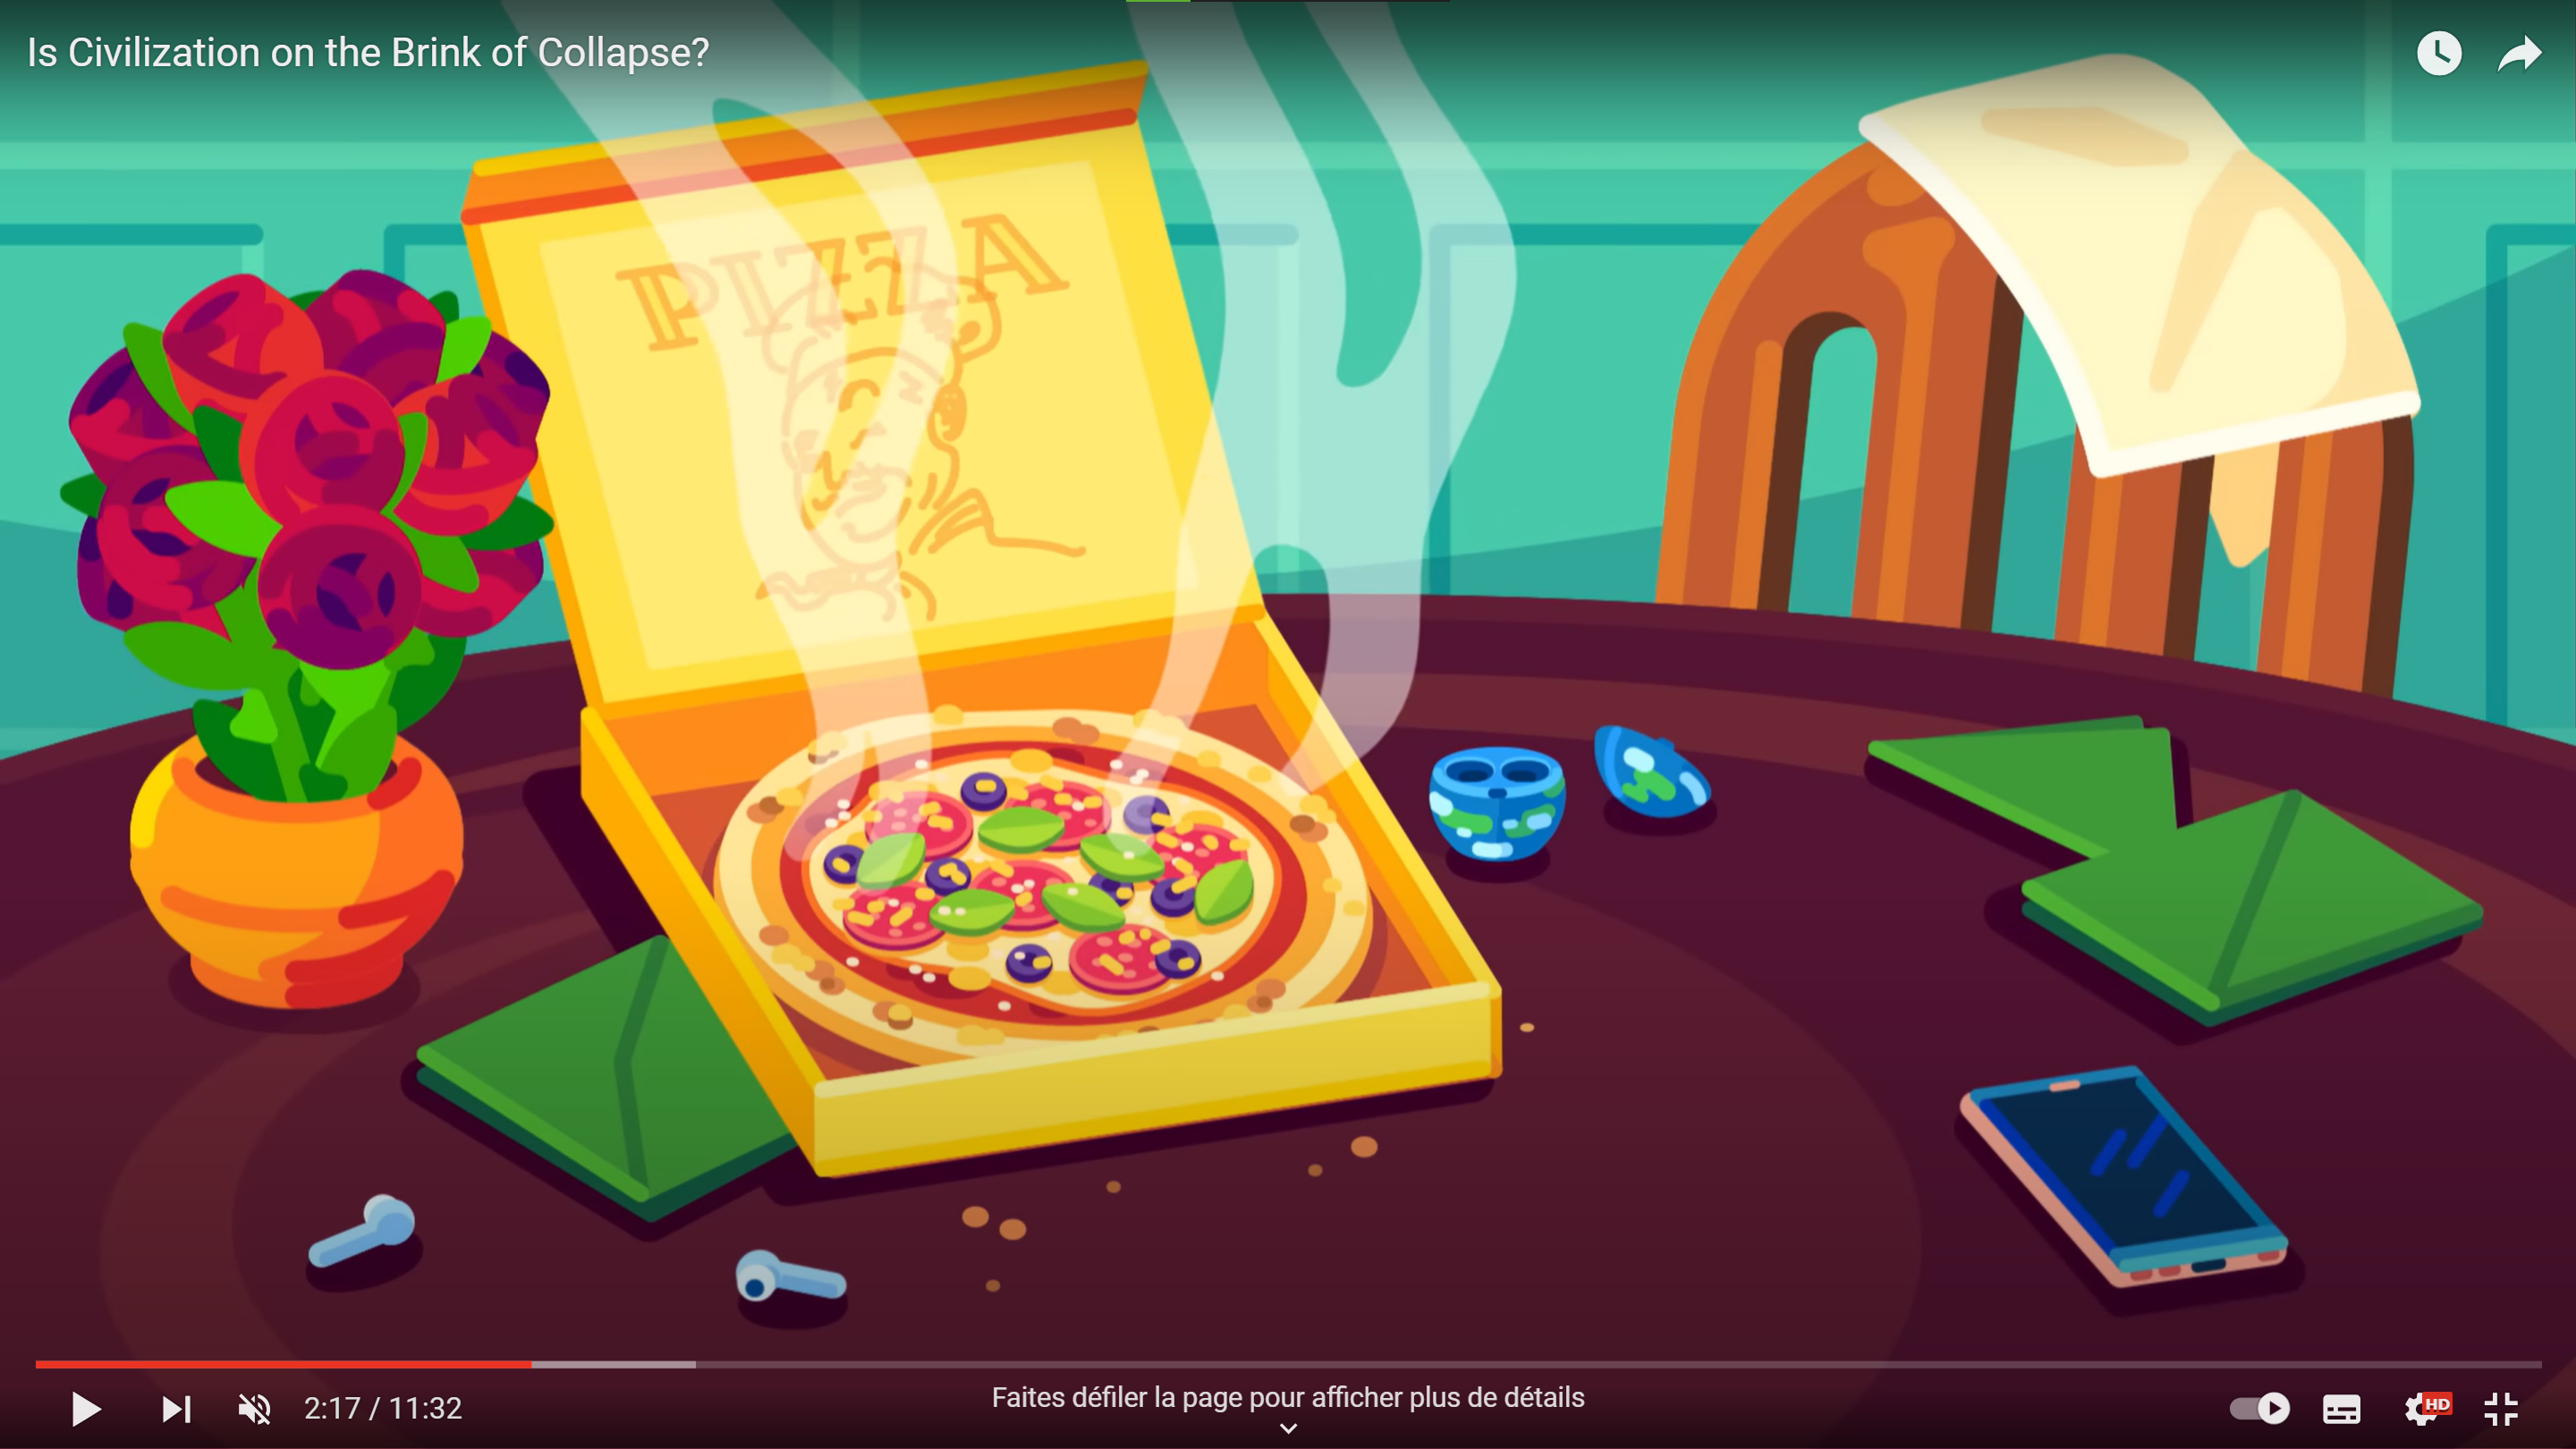 Is Civilization on the Brink of Collapse?
PIZZA
2:17 / 11:32
Faites défiler la page pour afficher plus de détails
HD